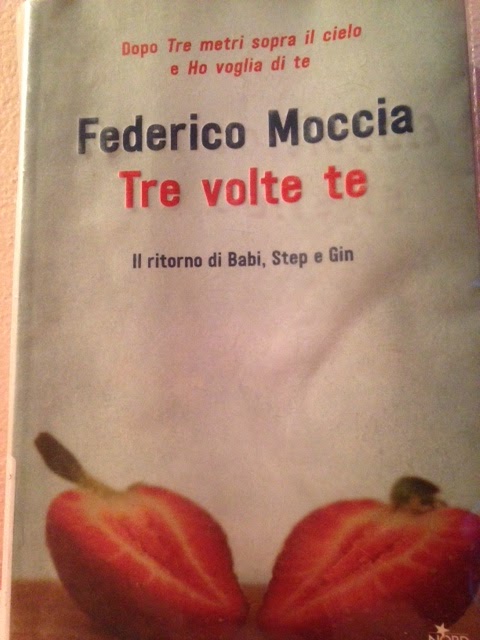 Dopo Tre metri sopra il cielo
e Ho voglia di te
Federico Moccia
Tre volte te
Il ritorno di Babi, Step e Gin
NORD